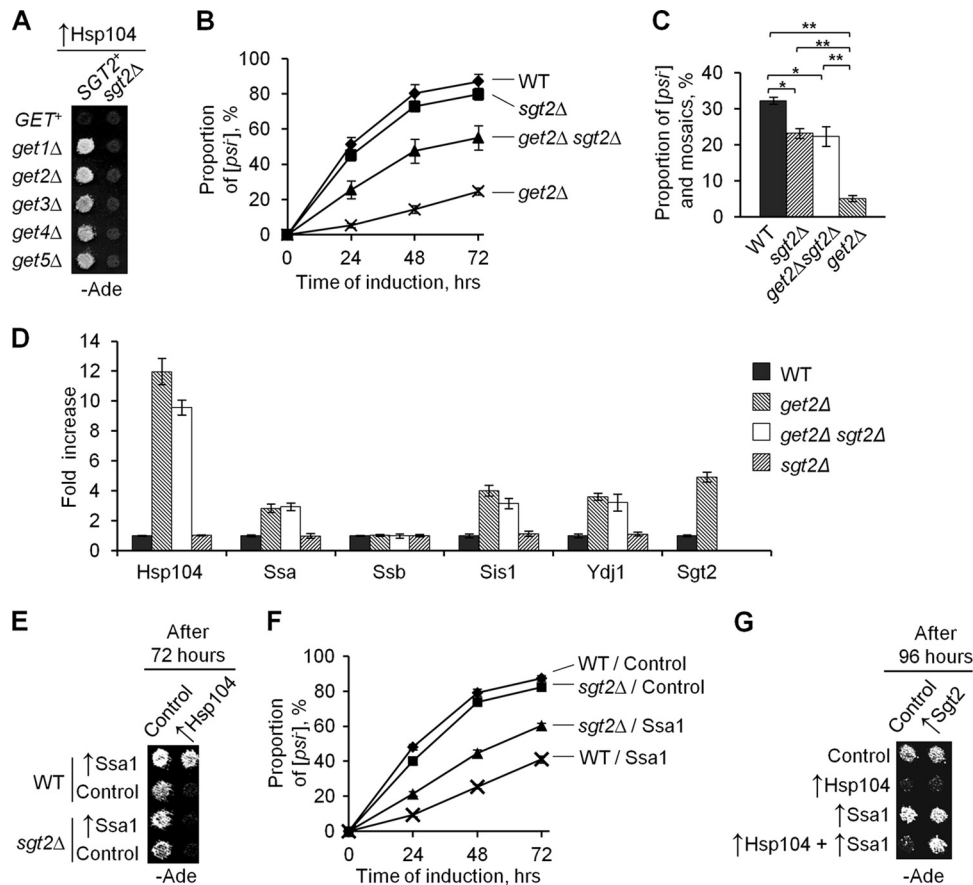 A
↑Hsp104
SGT2⁺
sgt2Δ
GET⁺
get1Δ
get2Δ
get3Δ
get4Δ
get5Δ
-Ade
B
Proportion
of [psi⁻], %
100
80
60
40
20
0
0 24 48 72
Time of induction, hrs
WT
sgt2Δ
get2Δ sgt2Δ
get2Δ
C
Proportion of [psi⁻]
and mosaics, %
40
30
20
10
0
**
**
* **
*
WT
sgt2Δ
get2Δsgt2Δ
get2Δ
D
Fold increase
14
12
10
8
6
4
2
0
Hsp104 Ssa Ssb Sis1 Ydj1 Sgt2
WT
get2Δ
get2Δ sgt2Δ
sgt2Δ
E
After
72 hours
Control
↑Hsp104
WT
↑Ssa1
Control
sgt2Δ
↑Ssa1
Control
-Ade
F
Proportion
of [psi⁻], %
100
80
60
40
20
0
0 24 48 72
Time of induction, hrs
WT / Control
sgt2Δ / Control
sgt2Δ / Ssa1
WT / Ssa1
G
After
96 hours
Control
↑Sgt2
Control
↑Hsp104
↑Ssa1
↑Hsp104 + ↑Ssa1
-Ade